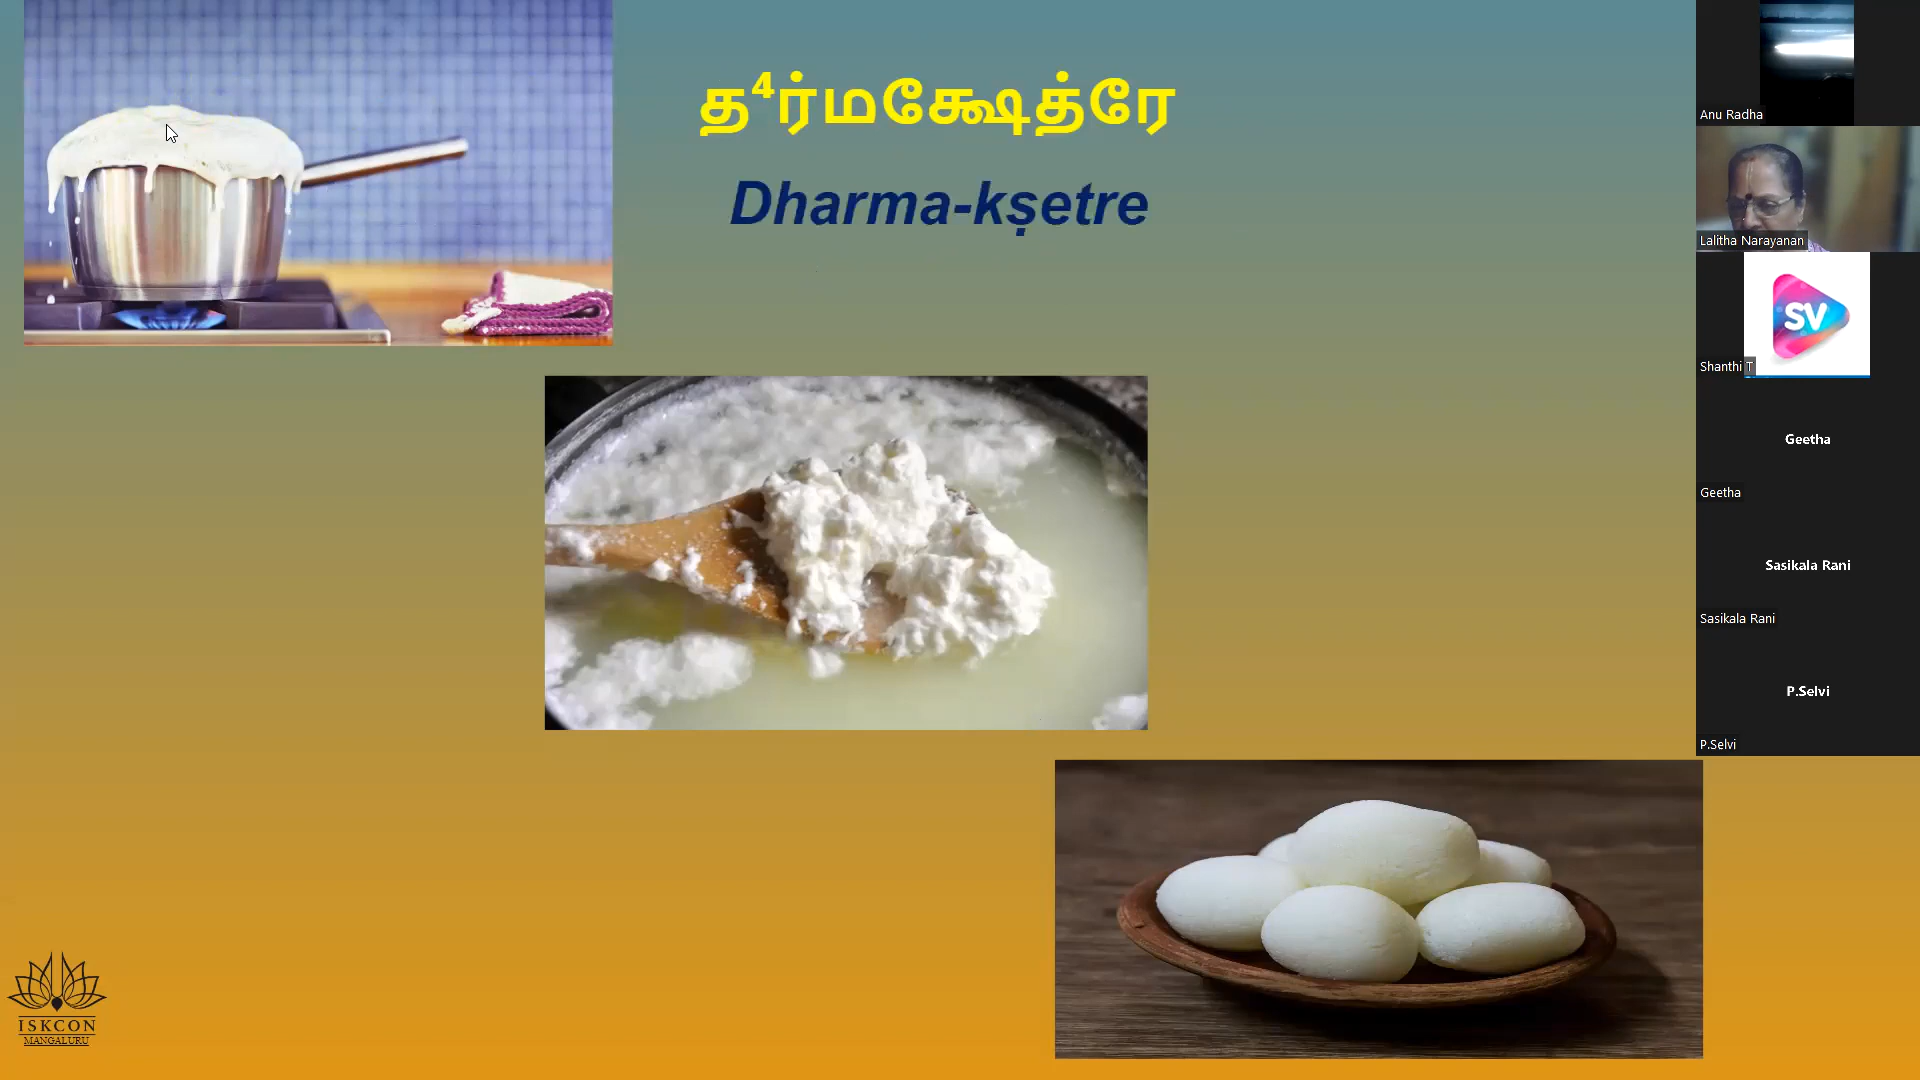 த⁴ர்மக்ஷேத்ரே
Dharma-kṣetre
ISKCON
MANGALURU
Anu Radha
Lalitha Narayanan
SV
Shanthi T
Geetha
Geetha
Sasikala Rani
Sasikala Rani
P.Selvi
P.Selvi